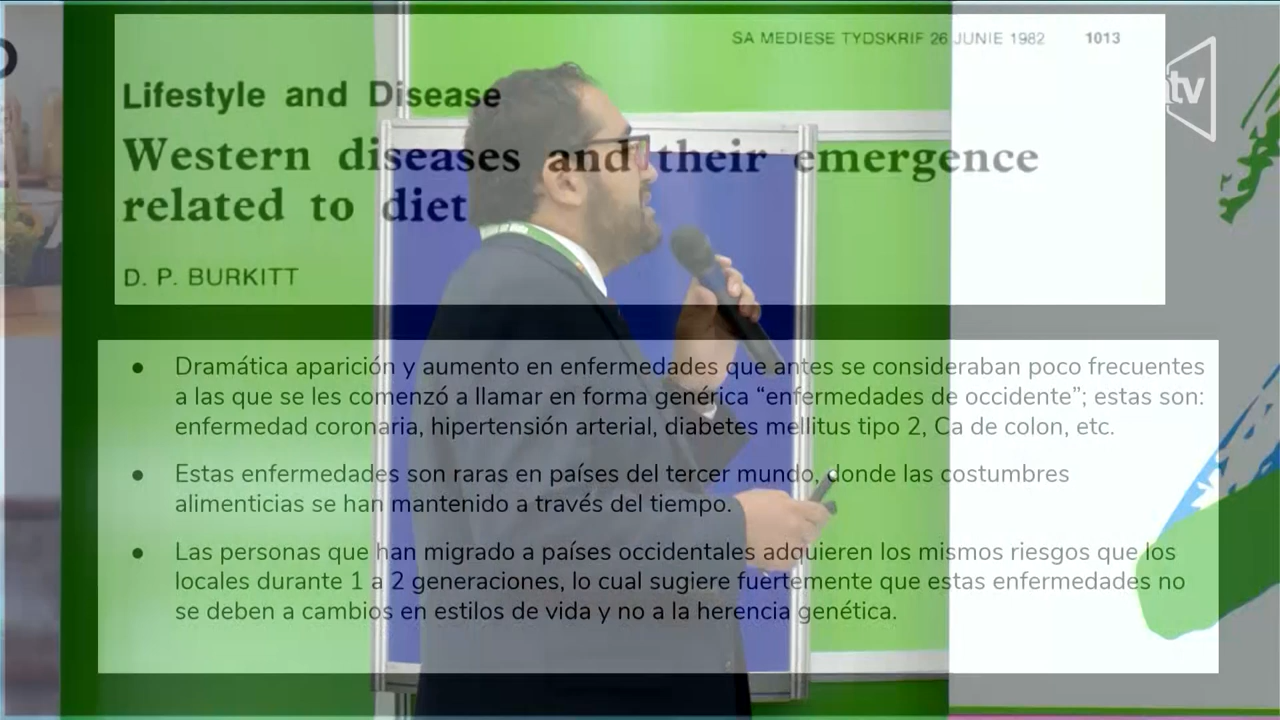 SA MEDIESE TYDSKRIF 26 JUNIE 1982 1013
tv
Lifestyle and Disease
Western diseases and their emergence
related to diet
D. P. BURKITT
● Dramática aparición y aumento en enfermedades que antes se consideraban poco frecuentes
a las que se les comenzó a llamar en forma genérica “enfermedades de occidente”; estas son:
enfermedad coronaria, hipertensión arterial, diabetes mellitus tipo 2, Ca de colon, etc.
● Estas enfermedades son raras en países del tercer mundo, donde las costumbres
alimenticias se han mantenido a través del tiempo.
● Las personas que han migrado a países occidentales adquieren los mismos riesgos que los
locales durante 1 a 2 generaciones, lo cual sugiere fuertemente que estas enfermedades no
se deben a cambios en estilos de vida y no a la herencia genética.